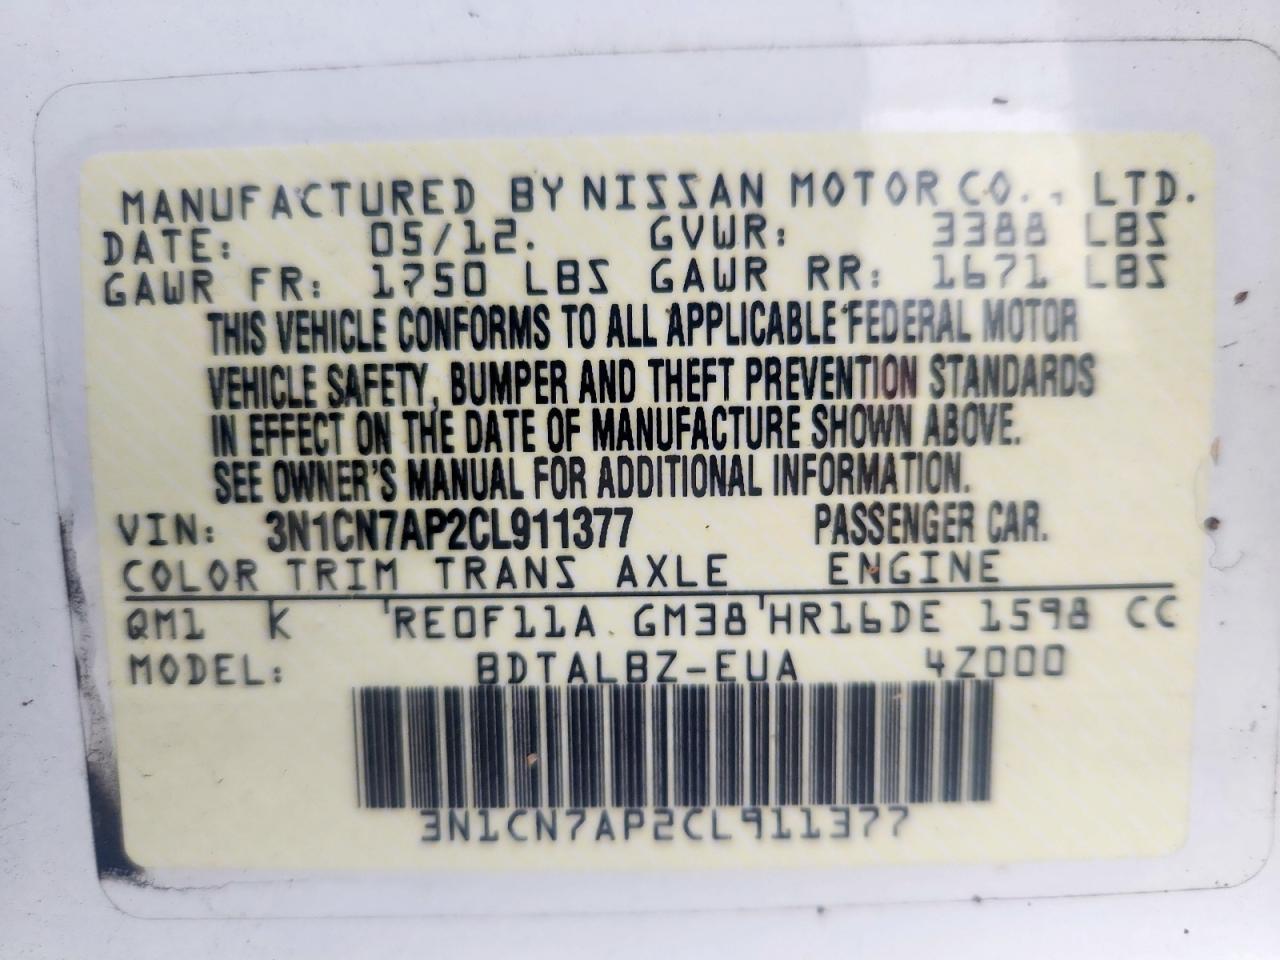 MANUFACTURED BY NISSAN MOTOR CO., LTD.
DATE: 05/12. GVWR: 3388 LBS
GAWR FR: 1750 LBS GAWR RR: 1671 LBS
THIS VEHICLE CONFORMS TO ALL APPLICABLE FEDERAL MOTOR
VEHICLE SAFETY, BUMPER AND THEFT PREVENTION STANDARDS
IN EFFECT ON THE DATE OF MANUFACTURE SHOWN ABOVE.
SEE OWNER'S MANUAL FOR ADDITIONAL INFORMATION.
VIN: 3N1CN7AP2CL911377 PASSENGER CAR.
COLOR TRIM TRANS AXLE ENGINE
QM1 K RE0F11A GM38 HR16DE 1598 CC
MODEL: BDTALBZ-EUA 4Z000
3N1CN7AP2CL911377